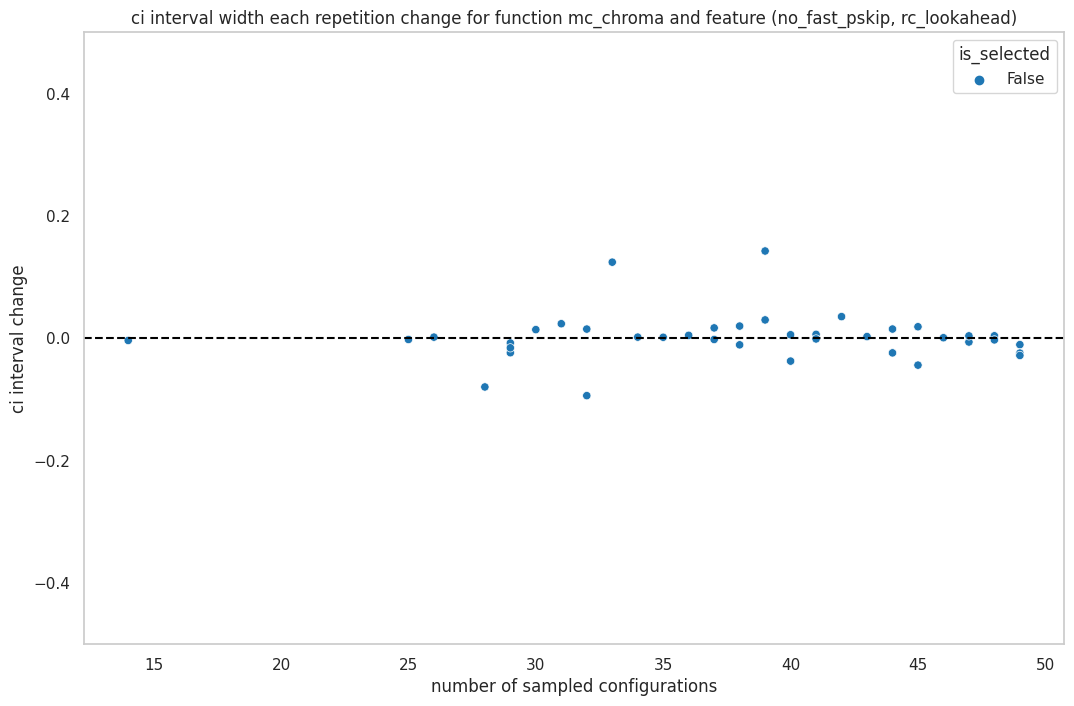 ci interval width each repetition change for function mc_chroma and feature (no_fast_pskip, rc_lookahead)
is_selected
False
0.4
0.2
0.0
−0.2
−0.4
ci interval change
15 20 25 30 35 40 45 50
number of sampled configurations